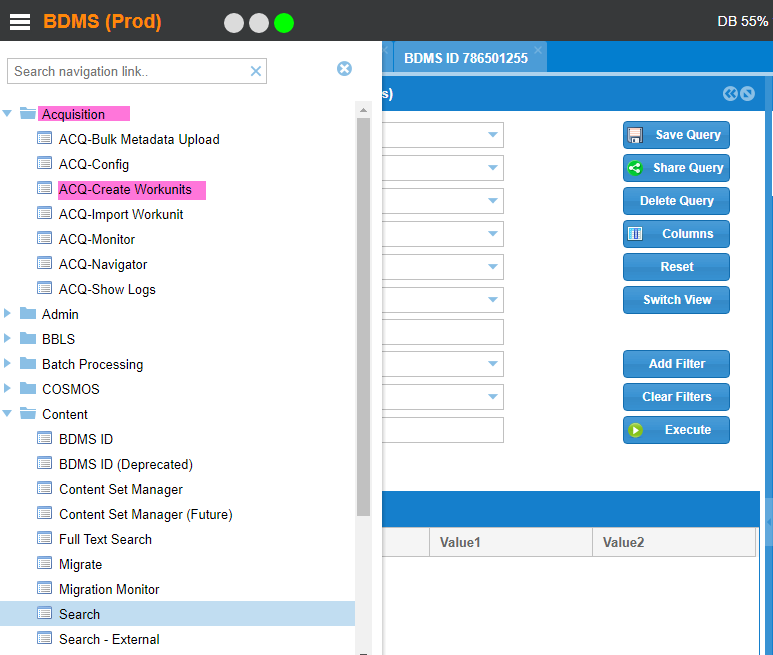 BDMS (Prod)
DB 55%
Search navigation link..
Acquisition
ACQ-Bulk Metadata Upload
ACQ-Config
ACQ-Create Workunits
ACQ-Import Workunit
ACQ-Monitor
ACQ-Navigator
ACQ-Show Logs
Admin
BBLS
Batch Processing
COSMOS
Content
BDMS ID
BDMS ID (Deprecated)
Content Set Manager
Content Set Manager (Future)
Full Text Search
Migrate
Migration Monitor
Search
Search - External
BDMS ID 786501255
s)
Save Query
Share Query
Delete Query
Columns
Reset
Switch View
Add Filter
Clear Filters
Execute
Value1
Value2